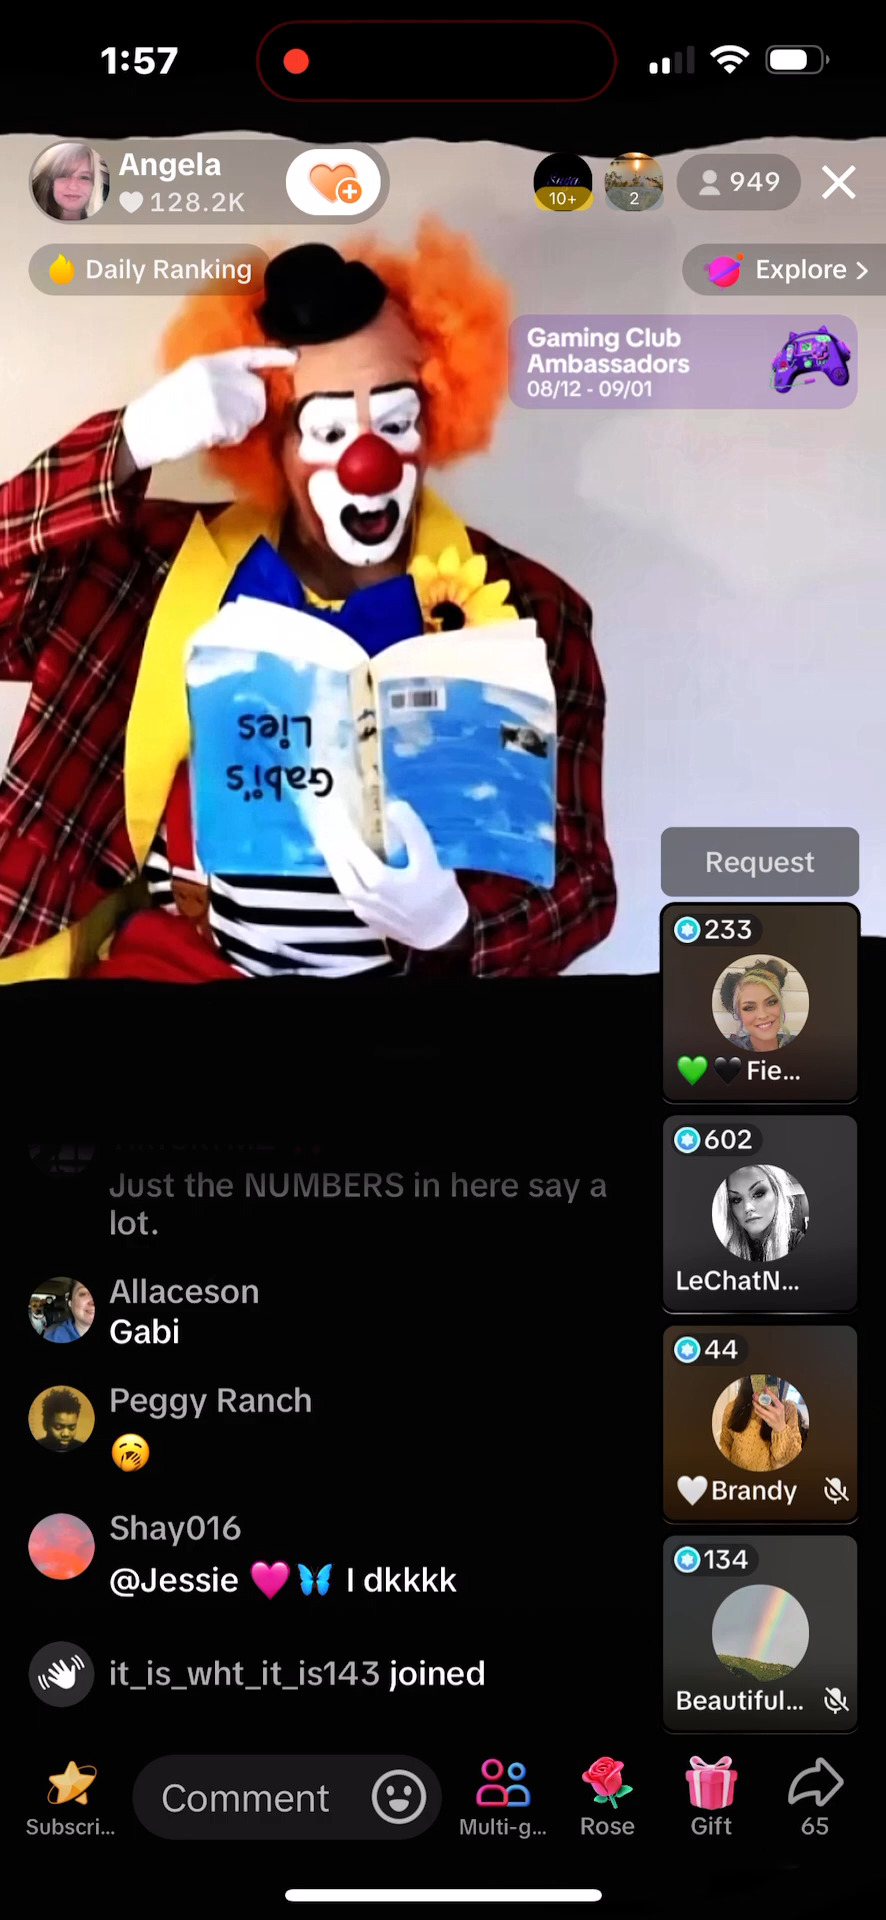 1:57
Angela
128.2K
10+
2
949
Daily Ranking
Explore >
Gaming Club
Ambassadors
08/12 - 09/01
Gabi's
Lies
Request
233
Fie...
Just the NUMBERS in here say a
lot.
602
LeChatN...
Allaceson
Gabi
44
Brandy
Peggy Ranch
Shay016
@Jessie 💗🦋 I dkkkk
134
Beautiful...
it_is_wht_it_is143 joined
Comment
Subscri...
Multi-g...
Rose
Gift
65